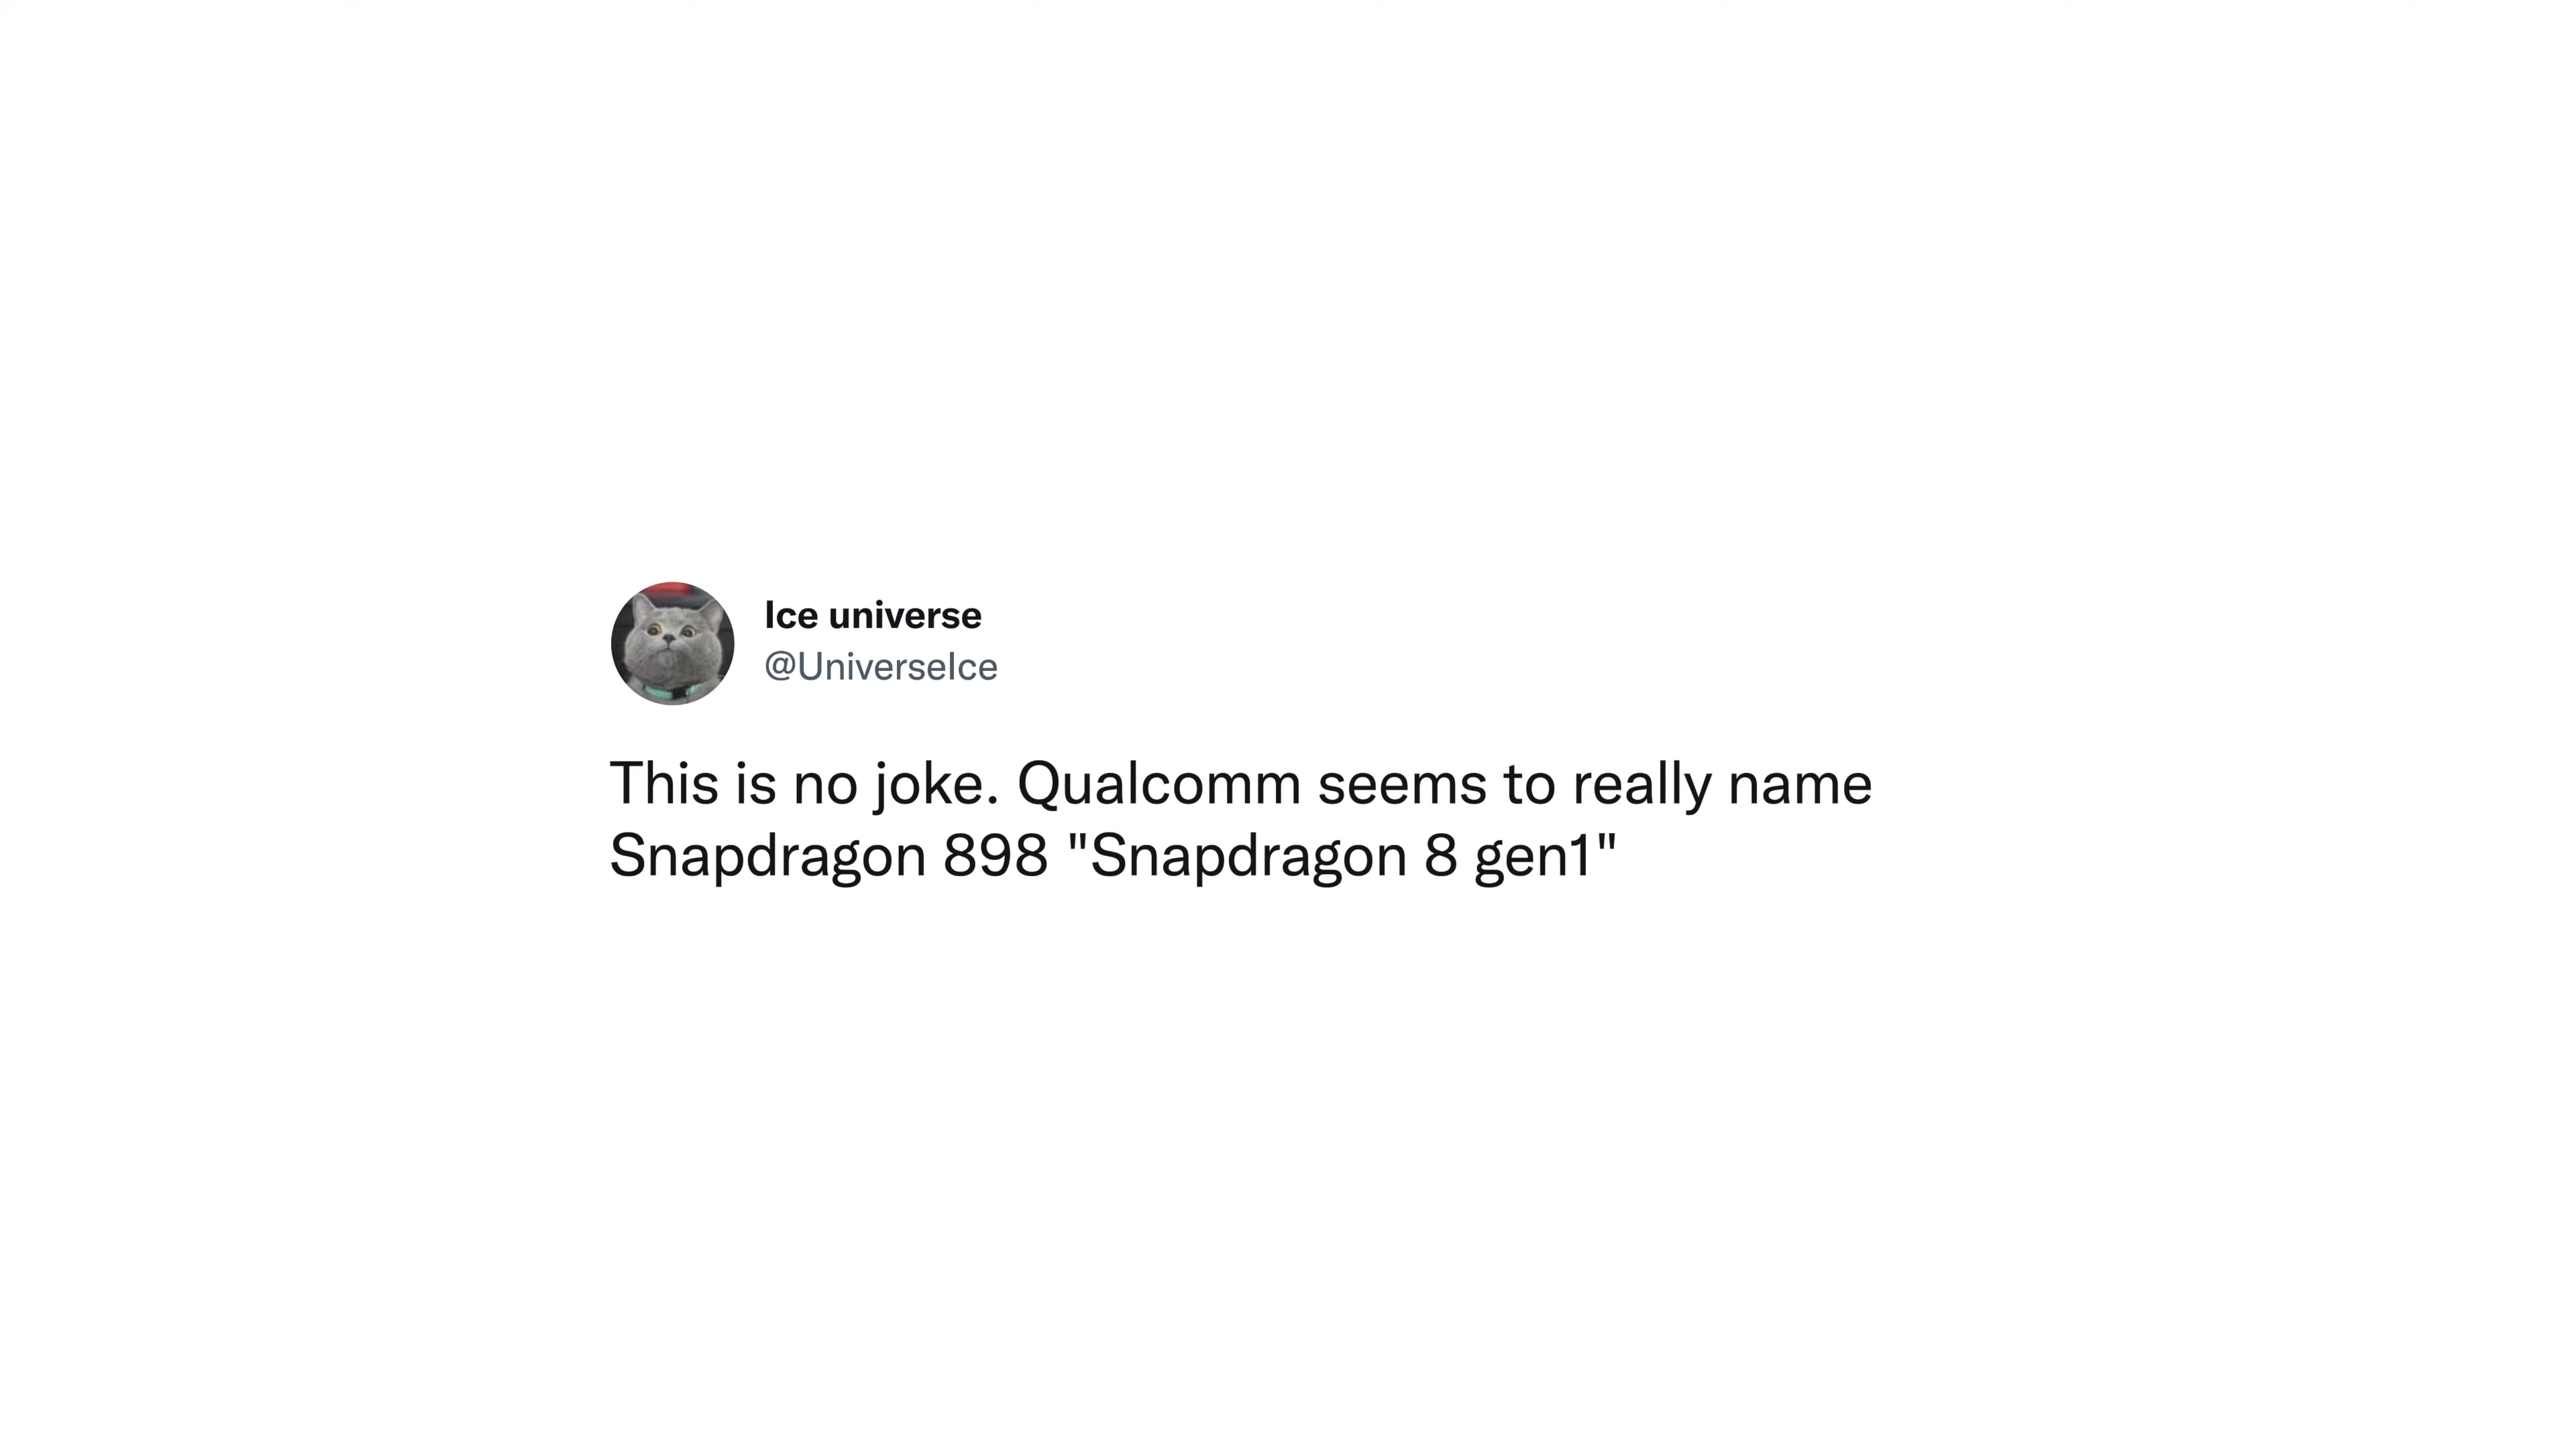 Ice universe
@UniverseIce
This is no joke. Qualcomm seems to really name
Snapdragon 898 "Snapdragon 8 gen1"